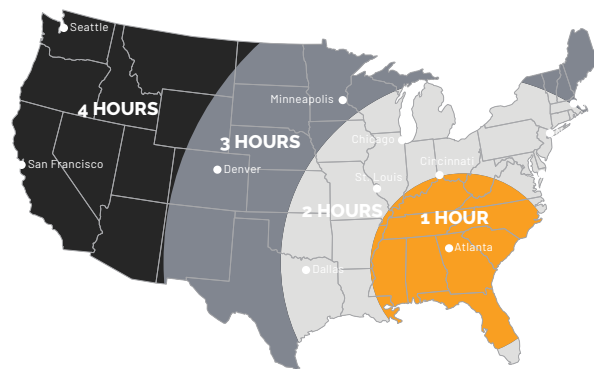 Seattle
4 HOURS
Minneapolis
3 HOURS
Chicago
San Francisco
Denver
Cincinnati
St. Louis
2 HOURS
1 HOUR
Atlanta
Dallas